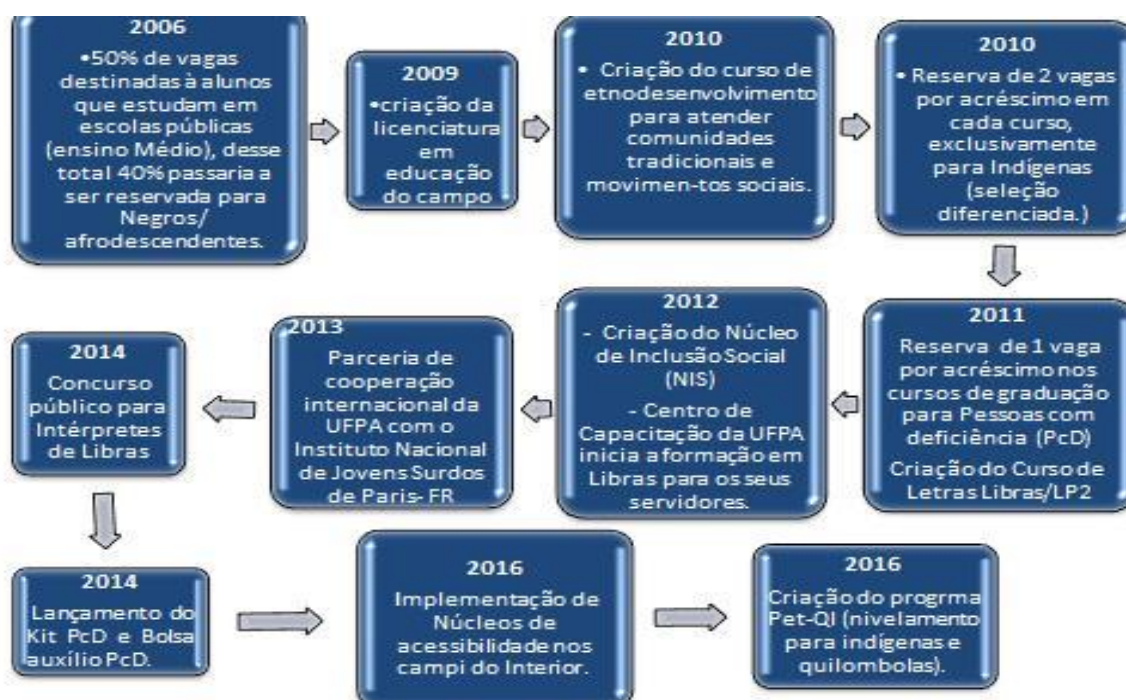 2006
•50% de vagas
destinadas à alunos
que estudam em
escolas públicas
(ensino Médio), desse
total 40% passaria a
ser reservada para
Negros/
afrodescendentes.
2009
•criação da
licenciatura
em
educação
do campo
2010
• Criação do curso de
etnodesenvolvimento
para atender
comunidades
tradicionais e
movimen-tos sociais.
2010
• Reserva de 2 vagas
por acréscimo em
cada curso,
exclusivamente
para Indígenas
(seleção
diferenciada.)
2011
Reserva de 1 vaga
por acréscimo nos
cursos de graduação
para Pessoas com
deficiência (PcD)
Criação do Curso de
Letras Libras/LP2
2012
- Criação do Núcleo
de Inclusão Social
(NIS)
- Centro de
Capacitação da UFPA
inicia a formação em
Libras para os seus
servidores.
2013
Parceria de
cooperação
internacional da
UFPA com o
Instituto Nacional
de Jovens Surdos
de Paris- FR
2014
Concurso
público para
Intérpretes
de Libras
2014
Lançamento do
Kit PcD e Bolsa
auxílio PcD.
2016
Implementação de
Núcleos de
acessibilidade nos
campi do Interior.
2016
Criação do progrma
Pet-QI (nivelamento
para indígenas e
quilombolas).